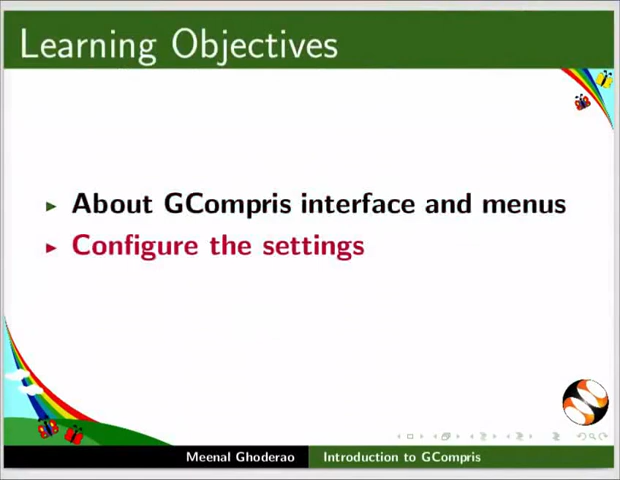 Learning Objectives
About GCompris interface and menus
Configure the settings
Meenal Ghoderao Introduction to GCompris